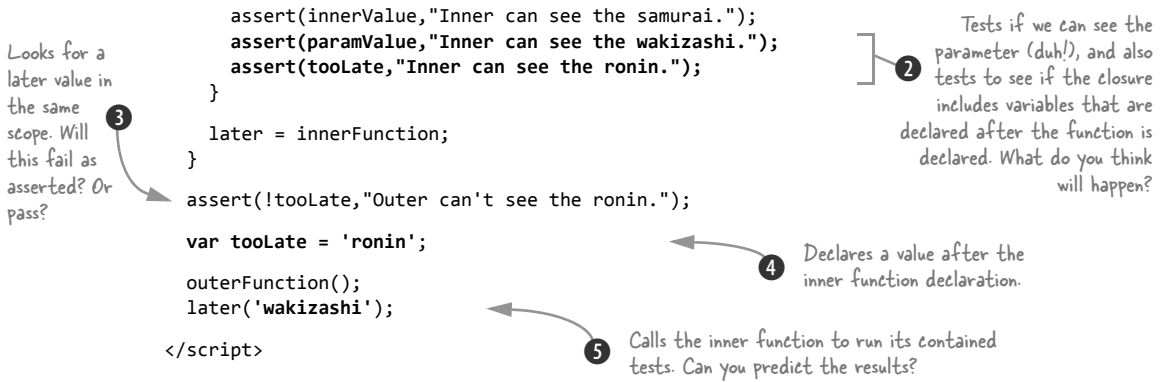 assert(innerValue,"Inner can see the samurai.");
assert(paramValue,"Inner can see the wakizashi.");
assert(tooLate,"Inner can see the ronin.");
}
2
Tests if we can see the
parameter (duh!), and also
tests to see if the closure
includes variables that are
declared after the function is
declared. What do you think
will happen?
Looks for a
later value in
the same
scope. Will
this fail as
asserted? Or
pass?
3
later = innerFunction;
}
assert(!tooLate,"Outer can't see the ronin.");
var tooLate = 'ronin';
4
Declares a value after the
inner function declaration.
outerFunction();
later('wakizashi');
5
Calls the inner function to run its contained
tests. Can you predict the results?
</script>